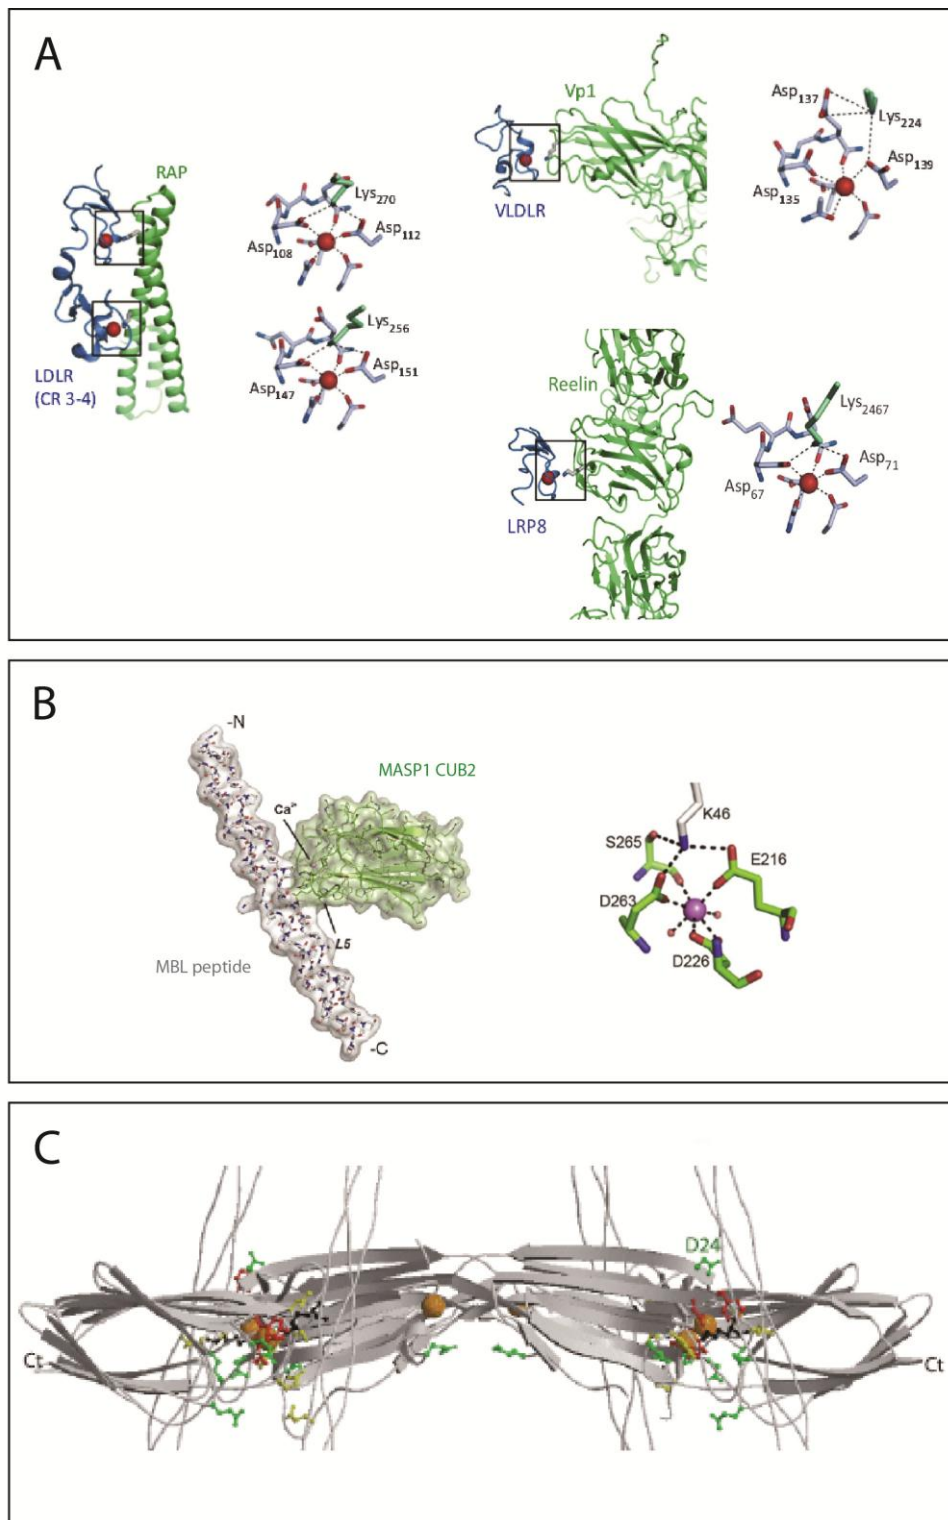 A
RAP
LDLR
(CR 3-4)
Lys270
Asp108
Asp112
Lys256
Asp147
Asp151
Vp1
VLDLR
Asp137
Lys224
Asp139
Asp135
Reelin
LRP8
Lys2467
Asp71
Asp67
B
-N
MASP1 CUB2
Ca2+
L5
MBL peptide
-C
K46
S265
E216
D263
D226
C
D24
Ct
Ct